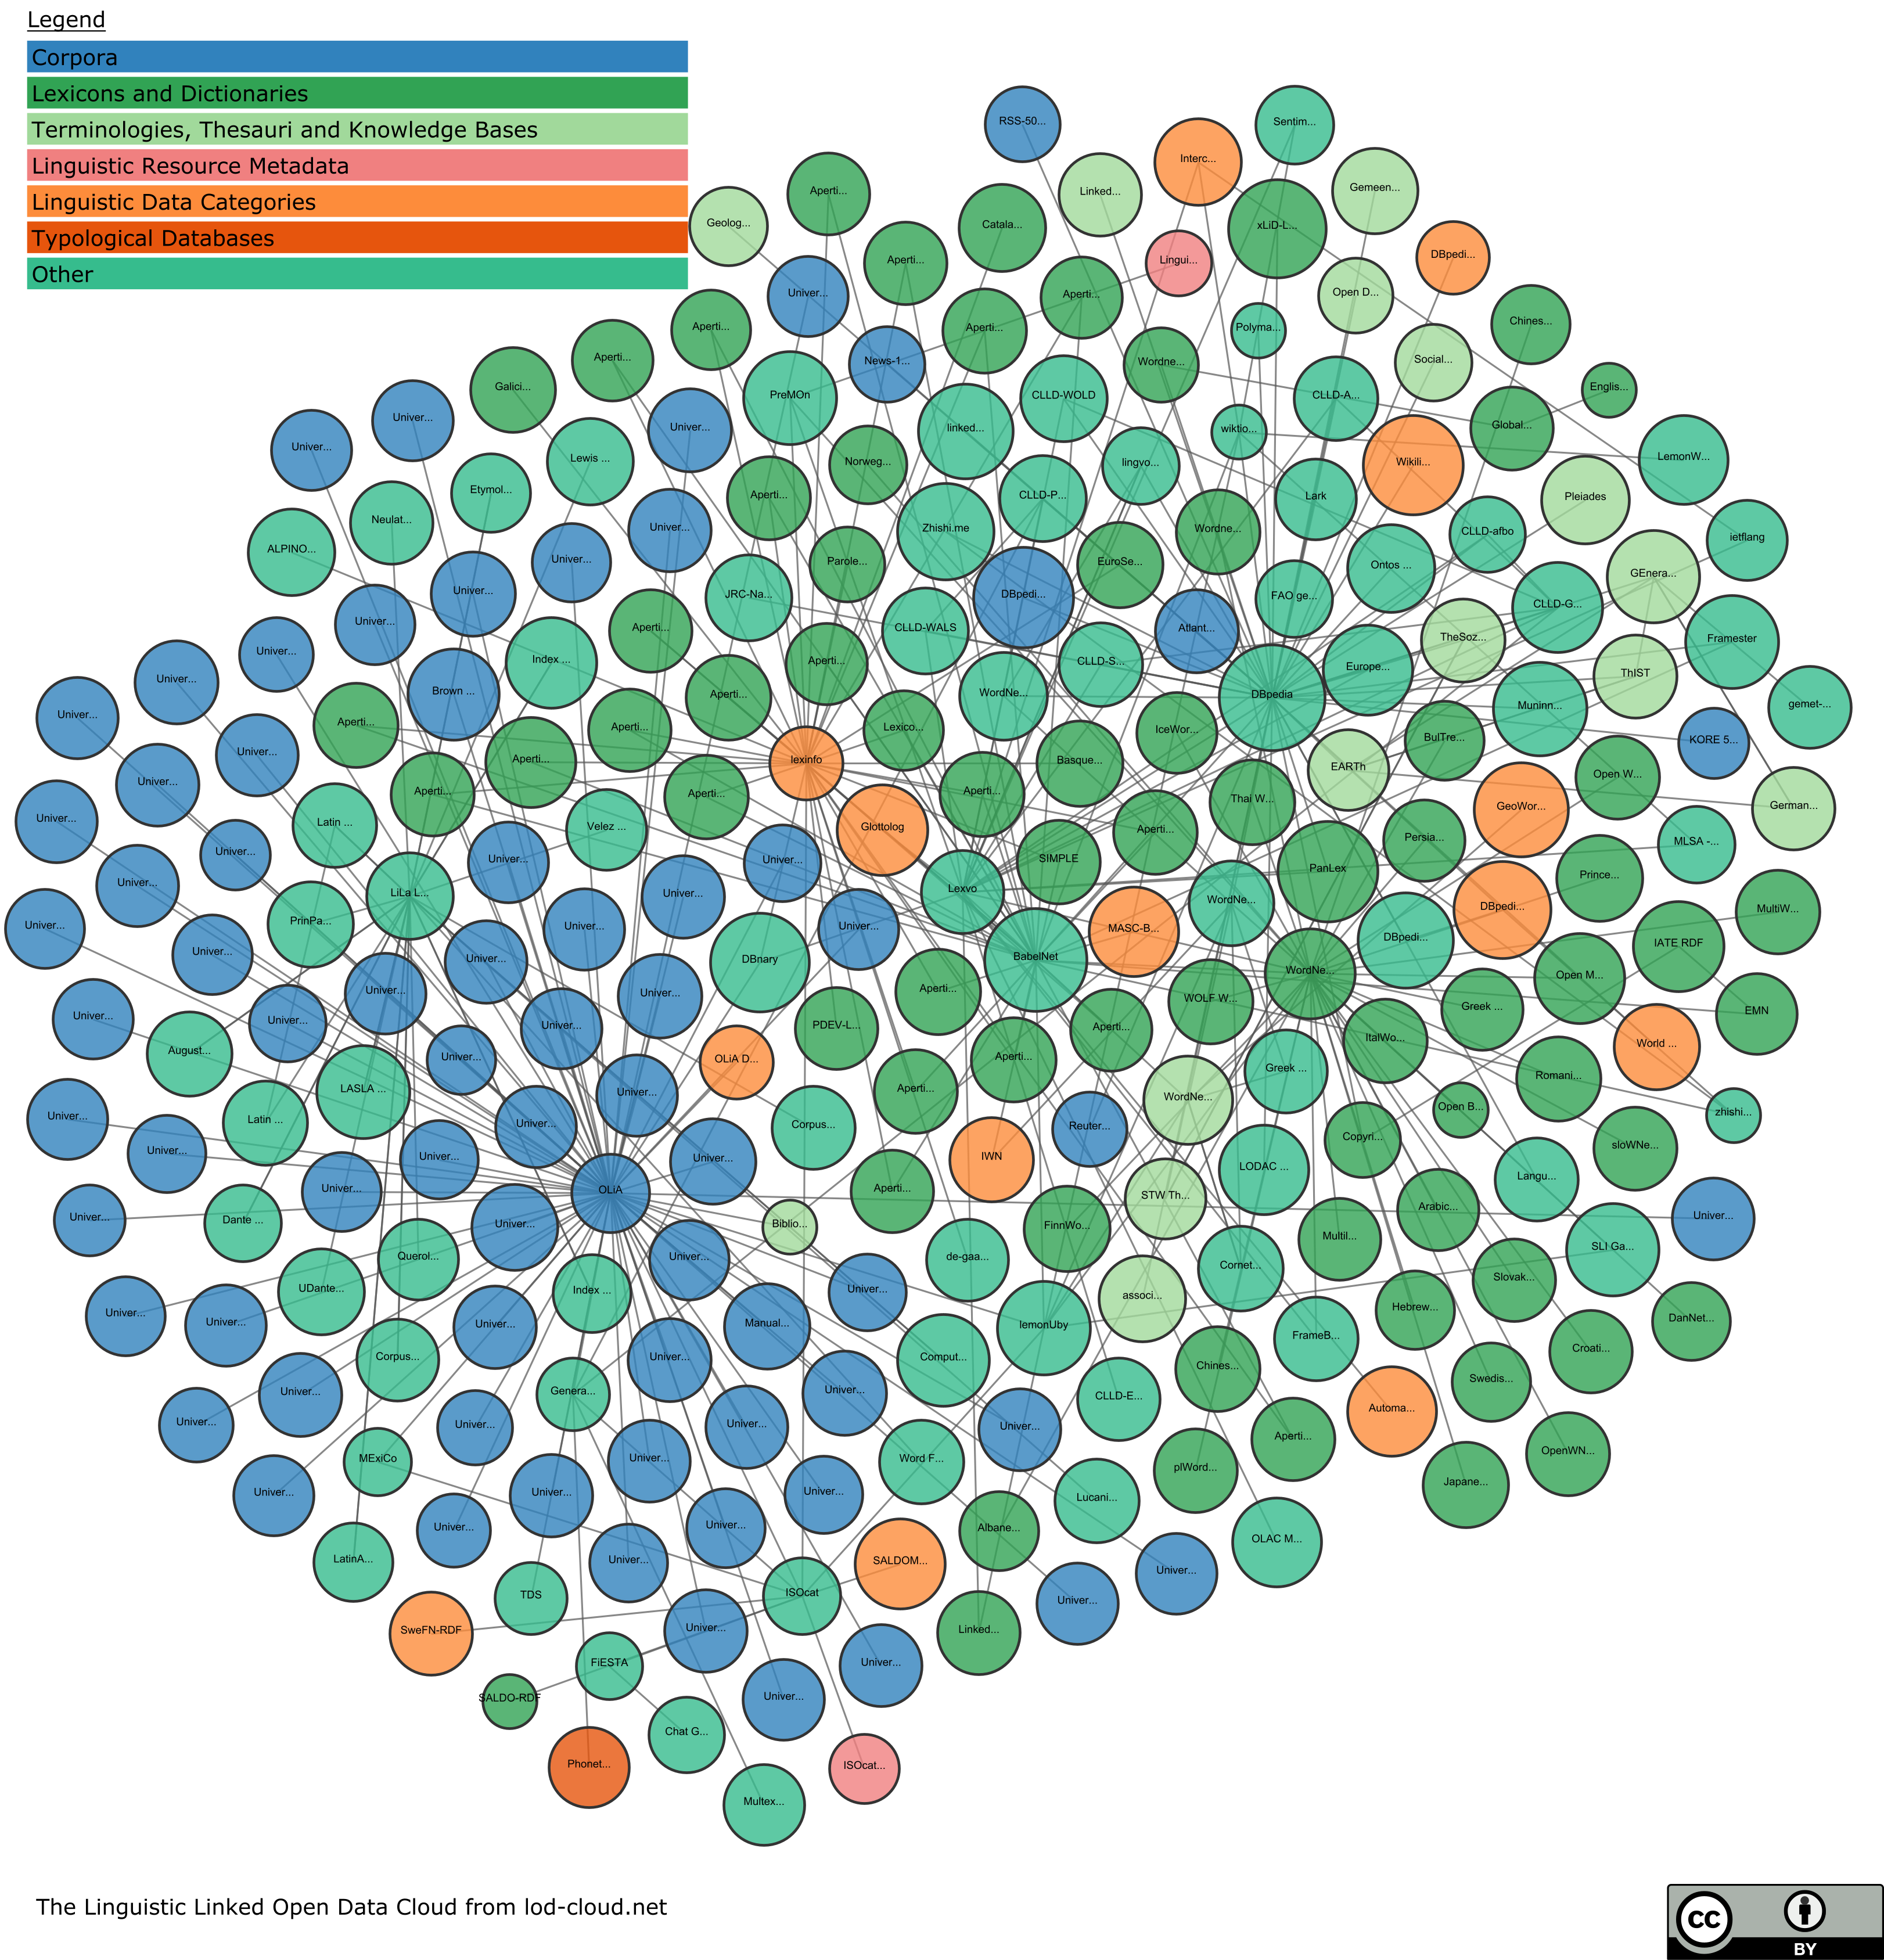 Legend
Corpora
Lexicons and Dictionaries
Terminologies, Thesauri and Knowledge Bases
Linguistic Resource Metadata
Linguistic Data Categories
Typological Databases
Other
RSS-50...
Sentim...
Interc...
Linked...
Gemeen...
Aperti...
Geolog...
Catala...
xLiD-L...
Aperti...
Lingui...
DBpedi...
Univer...
Aperti...
Open D...
Aperti...
Aperti...
Polyma...
Chines...
Aperti...
News-1...
Wordne...
Social...
Galici...
PreMOn
CLLD-WOLD
CLLD-A...
Englis...
Univer...
Univer...
Univer...
linked...
wiktio...
Global...
Lewis ...
Norweg...
lingvo...
Wikili...
LemonW...
Etymol...
Aperti...
CLLD-P...
Lark
Pleiades
Neulat...
Univer...
Zhishi.me
Wordne...
CLLD-afbo
ietflang
ALPINO...
Univer...
Parole...
EuroSe...
Ontos ...
GEnera...
Univer...
JRC-Na...
DBpedi...
FAO ge...
CLLD-G...
Univer...
Aperti...
CLLD-WALS
Atlant...
TheSoz...
Framester
Univer...
Index ...
Aperti...
CLLD-S...
Europe...
ThIST
Univer...
Brown ...
Aperti...
WordNe...
DBpedia
Muninn...
gemet-...
Univer...
Aperti...
Aperti...
Lexico...
IceWor...
BulTre...
KORE 5...
Univer...
Aperti...
lexinfo
Basque...
EARTh
Open W...
Univer...
Aperti...
Aperti...
Aperti...
Thai W...
GeoWor...
German...
Univer...
Latin ...
Velez ...
Glottolog
Aperti...
Persia...
MLSA -...
Univer...
Univer...
Univer...
SIMPLE
PanLex
Prince...
Univer...
LiLa L...
Univer...
Lexvo
WordNe...
DBpedi...
MultiW...
Univer...
PrinPa...
Univer...
Univer...
MASC-B...
DBpedi...
IATE RDF
Univer...
Univer...
DBnary
BabelNet
WordNe...
Open M...
Univer...
Univer...
Aperti...
WOLF W...
Greek ...
EMN
Univer...
Univer...
Univer...
PDEV-L...
Aperti...
ItalWo...
World ...
August...
Univer...
OLiA D...
Aperti...
Greek ...
Romani...
LASLA ...
Univer...
Aperti...
WordNe...
Open B...
zhishi...
Univer...
Latin ...
Univer...
Corpus...
Reuter...
Copyri...
sloWNe...
Univer...
Univer...
Univer...
IWN
LODAC ...
Langu...
Univer...
OLiA
Aperti...
STW Th...
Arabic...
Univer...
Univer...
Dante ...
Univer...
Biblio...
FinnWo...
Multil...
SLI Ga...
Querol...
Univer...
de-gaa...
Cornet...
Slovak...
UDante...
Index ...
Univer...
associ...
Hebrew...
DanNet...
Univer...
Univer...
Univer...
Manual...
lemonUby
FrameB...
Croati...
Corpus...
Univer...
Comput...
Chines...
Swedis...
Univer...
Genera...
Univer...
CLLD-E...
Automa...
Univer...
Univer...
Univer...
Univer...
Aperti...
OpenWN...
MExiCo
Univer...
Word F...
plWord...
Japane...
Univer...
Univer...
Univer...
Lucani...
Univer...
Univer...
Albane...
OLAC M...
LatinA...
Univer...
SALDOM...
Univer...
TDS
ISOcat
Univer...
SweFN-RDF
Univer...
Linked...
FiESTA
Univer...
SALDO-RDF
Univer...
Chat G...
Phonet...
ISOcat...
Multex...
The Linguistic Linked Open Data Cloud from lod-cloud.net
cc
BY